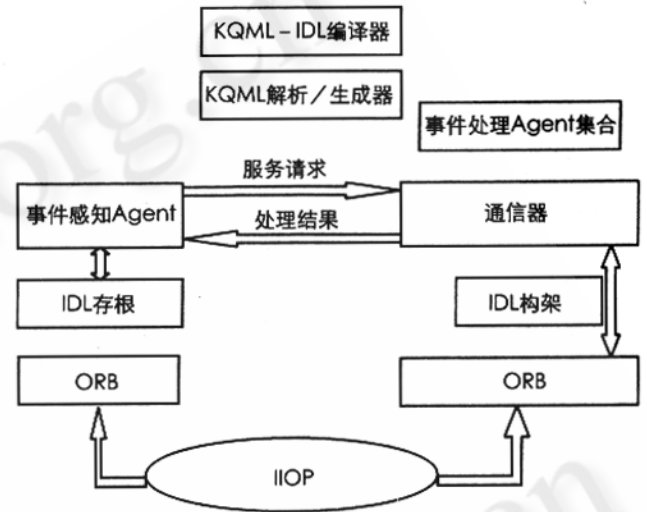 KQML－IDL编译器
KQML解析／生成器
事件处理Agent集合
服务请求
事件感知Agent
通信器
处理结果
IDL存根
IDL构架
ORB
ORB
IIOP